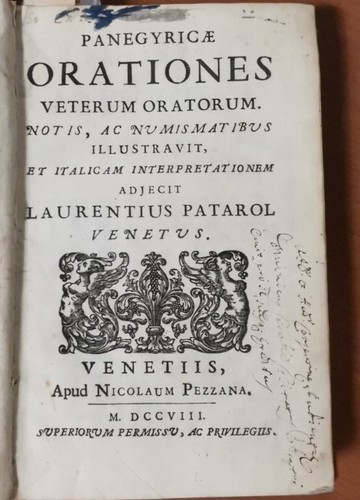 PANEGYRICÆ
ORATIONES
VETERUM ORATORUM.
NOTIS, AC NUMISMATIBUS
ILLUSTRAVIT,
ET ITALICAM INTERPRETATIONEM
ADJECIT
LAURENTIUS PATAROL
VENETUS.
VENETIIS,
Apud NICOLAUM PEZZANA.
M. DCCVIII.
SUPERIORUM PERMISSU, AC PRIVILEGIIS.